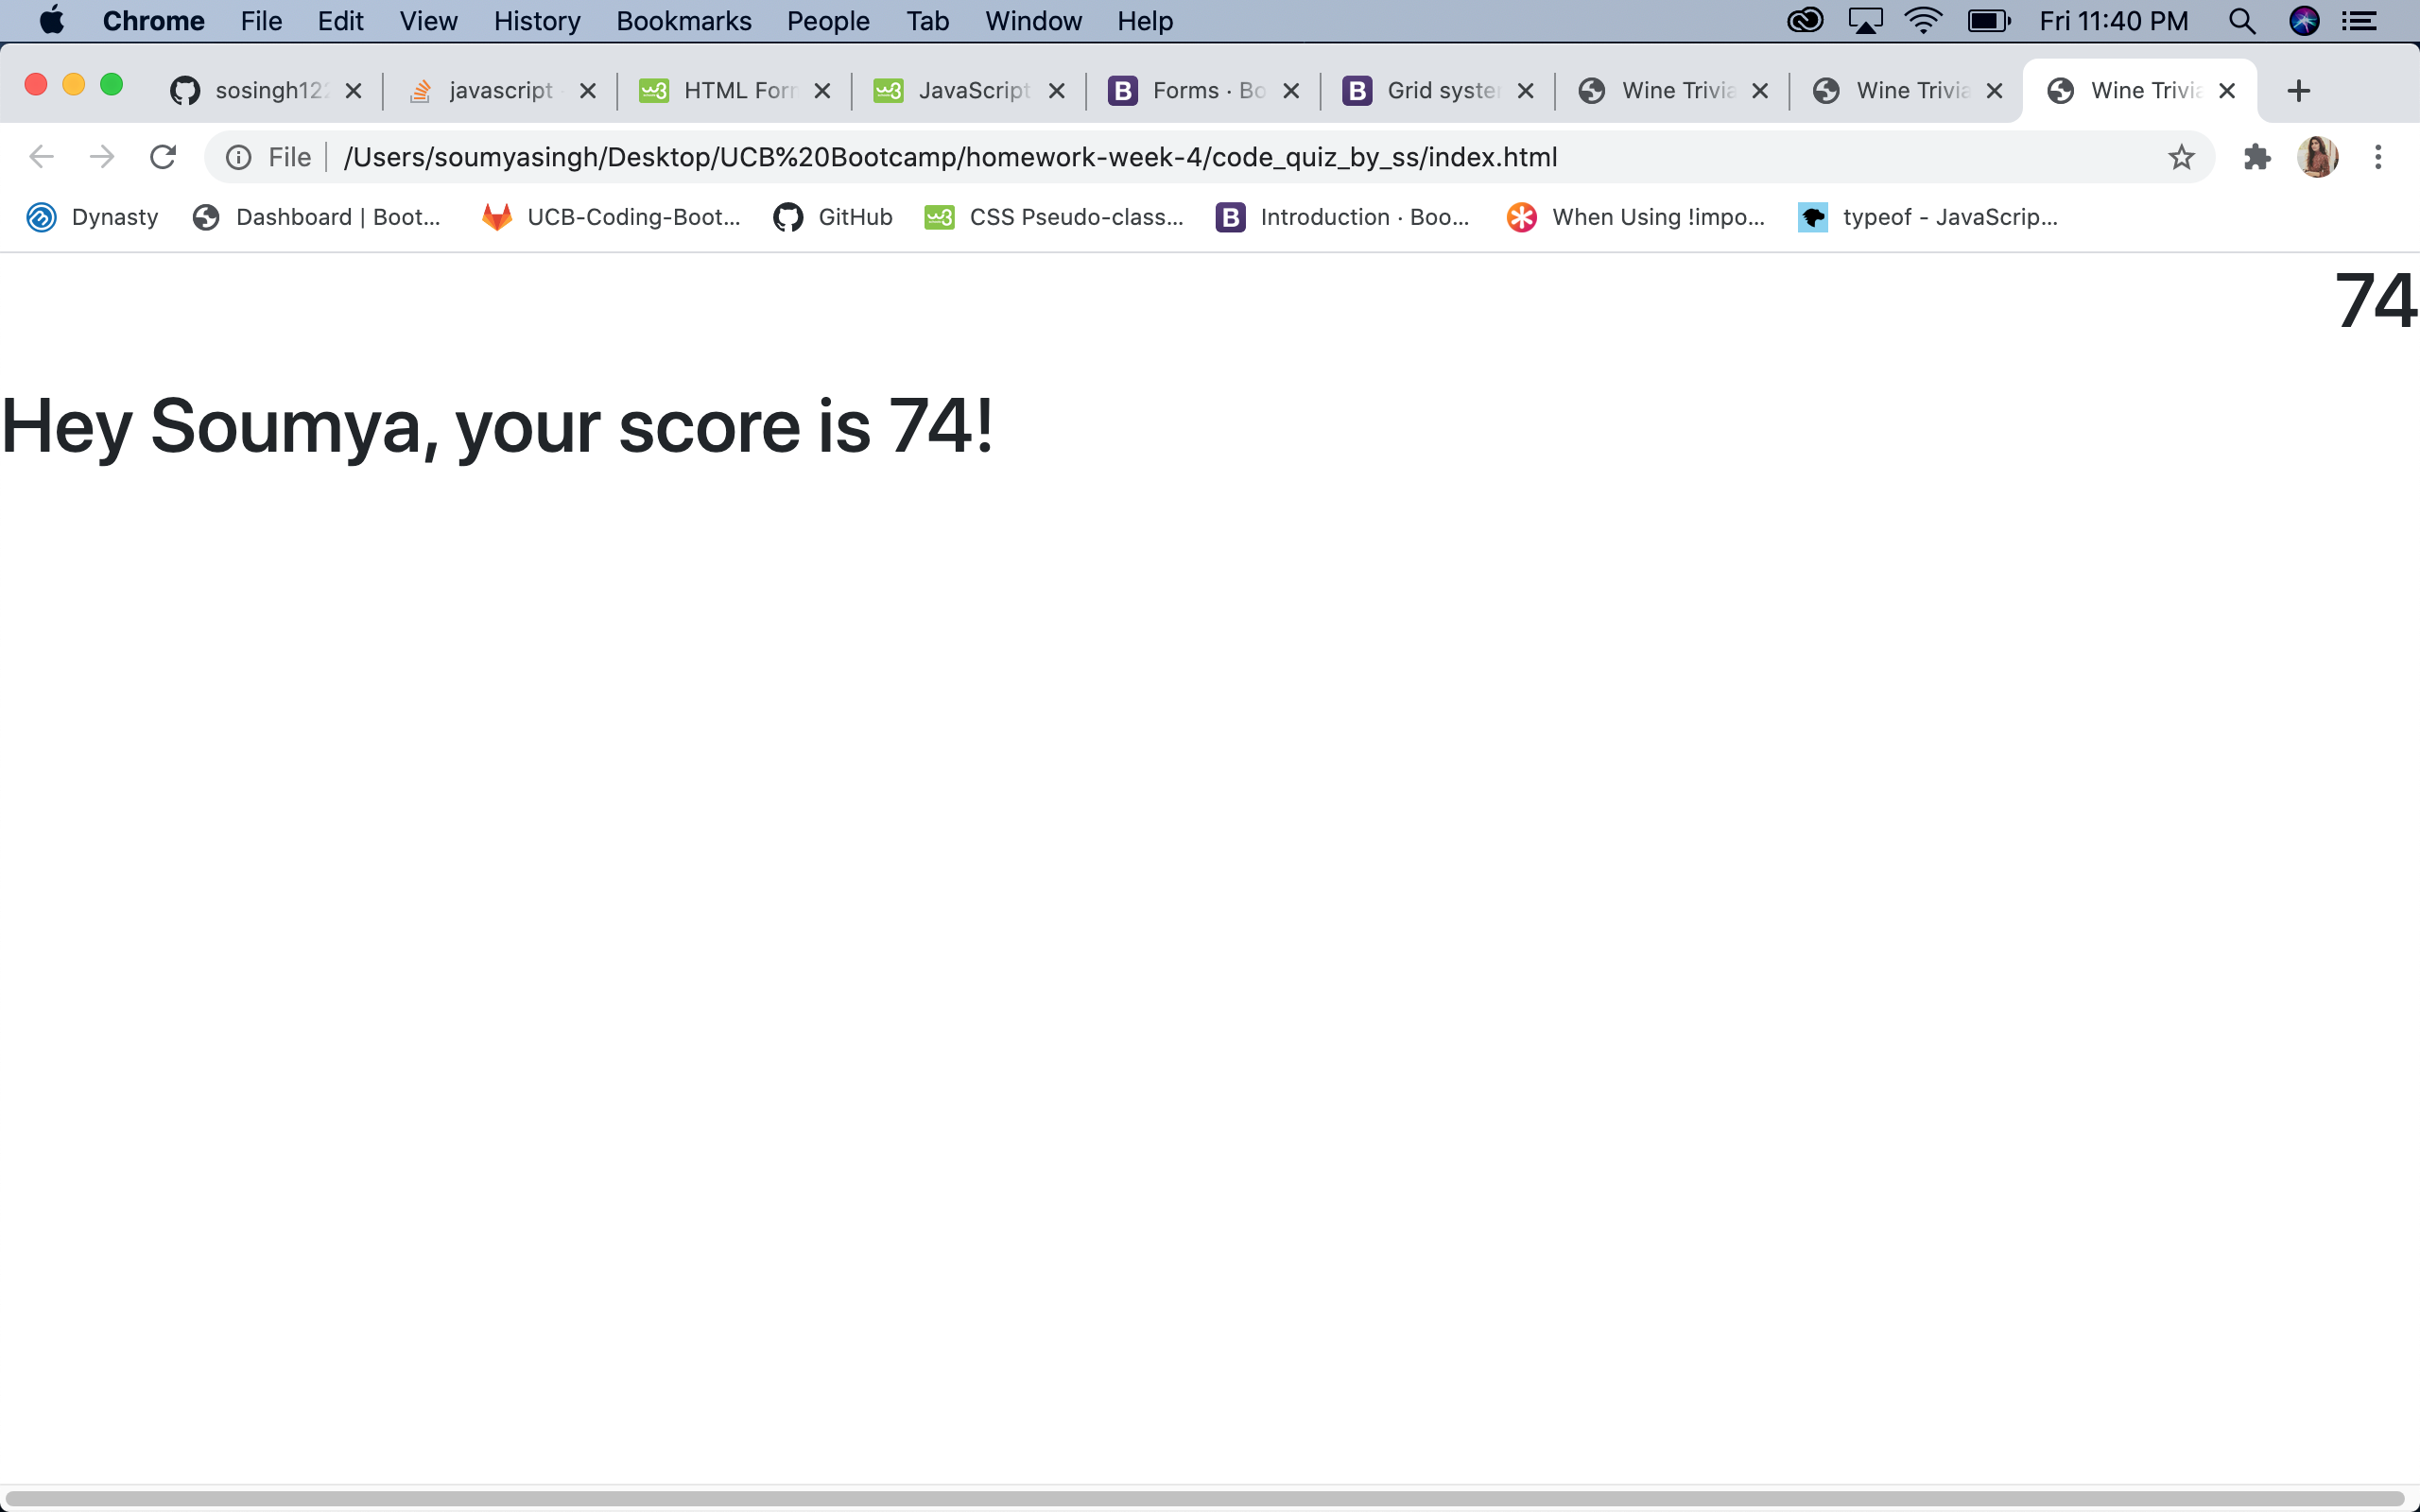 Chrome File Edit View History Bookmarks People Tab Window Help Fri 11:40 PM
sosingh122 javascript HTML Form JavaScript B Forms · Bo B Grid syster Wine Trivia Wine Trivia Wine Trivia
File /Users/soumyasingh/Desktop/UCB%20Bootcamp/homework-week-4/code_quiz_by_ss/index.html
Dynasty Dashboard | Boot... UCB-Coding-Boot... GitHub CSS Pseudo-class... B Introduction · Boo... When Using !impo... typeof - JavaScrip...
74
Hey Soumya, your score is 74!